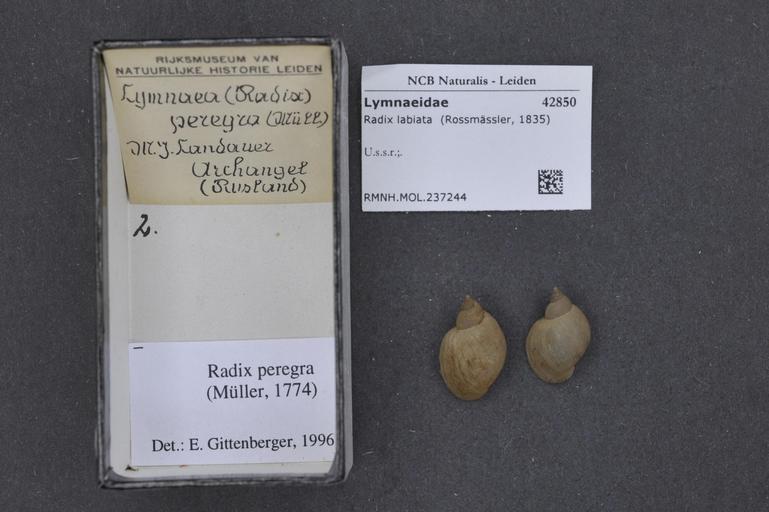 RIJKSMUSEUM VAN
NATUURLIJKE HISTORIE LEIDEN
Lymnaea (Radix)
peregra (Müll.)
M.J. Landauer
Archangel
(Rusland)
2.
Radix peregra
(Müller, 1774)
Det.: E. Gittenberger, 1996
NCB Naturalis - Leiden
Lymnaeidae 42850
Radix labiata (Rossmässler, 1835)
U.s.s.r.;.
RMNH.MOL.237244